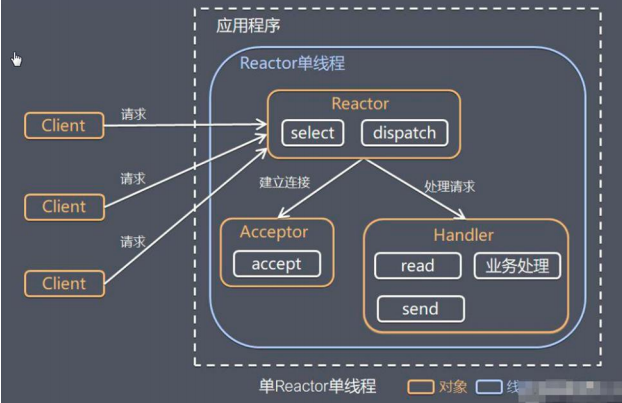 应用程序
Reactor单线程
Reactor
select
dispatch
Client
请求
Client
请求
Client
请求
建立连接
处理请求
Acceptor
accept
Handler
read
业务处理
send
单Reactor单线程
对象
线